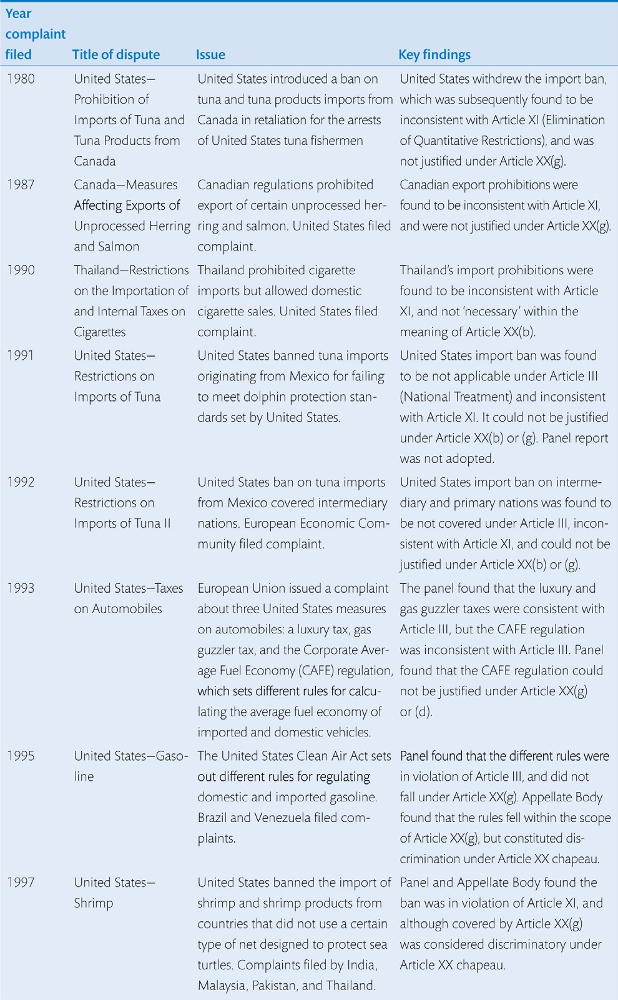 Year
complaint
filed
Title of dispute
Issue
Key findings
1980
United States—
Prohibition of
Imports of Tuna and
Tuna Products from
Canada
United States introduced a ban on
tuna and tuna products imports from
Canada in retaliation for the arrests
of United States tuna fishermen
United States withdrew the import ban,
which was subsequently found to be
inconsistent with Article XI (Elimination
of Quantitative Restrictions), and was
not justified under Article XX(g).
1987
Canada—Measures
Affecting Exports of
Unprocessed Herring
and Salmon
Canadian regulations prohibited
export of certain unprocessed her-
ring and salmon. United States filed
complaint.
Canadian export prohibitions were
found to be inconsistent with Article XI,
and were not justified under Article XX(g).
1990
Thailand—Restrictions
on the Importation of
and Internal Taxes on
Cigarettes
Thailand prohibited cigarette
imports but allowed domestic
cigarette sales. United States filed
complaint.
Thailand's import prohibitions were
found to be inconsistent with Article
XI, and not 'necessary' within the
meaning of Article XX(b).
1991
United States—
Restrictions on
Imports of Tuna
United States banned tuna imports
originating from Mexico for failing
to meet dolphin protection stan-
dards set by United States.
United States import ban was found
to be not applicable under Article III
(National Treatment) and inconsistent
with Article XI. It could not be justified
under Article XX(b) or (g). Panel report
was not adopted.
1992
United States—
Restrictions on
Imports of Tuna II
United States ban on tuna imports
from Mexico covered intermediary
nations. European Economic Com-
munity filed complaint.
United States import ban on interme-
diary and primary nations was found to
be not covered under Article III, incon-
sistent with Article XI, and could not be
justified under Article XX(b) or (g).
1993
United States—Taxes
on Automobiles
European Union issued a complaint
about three United States measures
on automobiles: a luxury tax, gas
guzzler tax, and the Corporate Aver-
age Fuel Economy (CAFE) regulation,
which sets different rules for calcu-
lating the average fuel economy of
imported and domestic vehicles.
The panel found that the luxury and
gas guzzler taxes were consistent with
Article III, but the CAFE regulation
was inconsistent with Article III. Panel
found that the CAFE regulation could
not be justified under Article XX(g)
or (d).
1995
United States—Gaso-
line
The United States Clean Air Act sets
out different rules for regulating
domestic and imported gasoline.
Brazil and Venezuela filed com-
plaints.
Panel found that the different rules were
in violation of Article III, and did not
fall under Article XX(g). Appellate Body
found that the rules fell within the scope
of Article XX(g), but constituted dis-
crimination under Article XX chapeau.
1997
United States—
Shrimp
United States banned the import of
shrimp and shrimp products from
countries that did not use a certain
type of net designed to protect sea
turtles. Complaints filed by India,
Malaysia, Pakistan, and Thailand.
Panel and Appellate Body found the
ban was in violation of Article XI, and
although covered by Article XX(g)
was considered discriminatory under
Article XX chapeau.